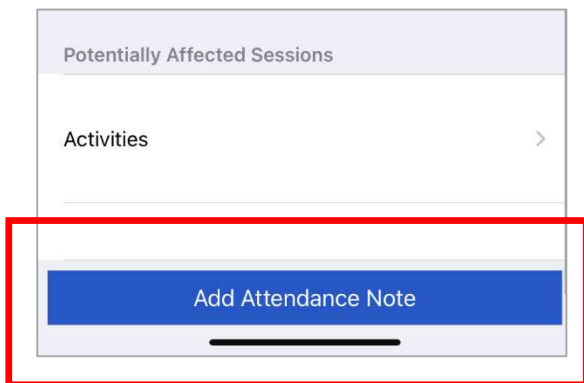 Potentially Affected Sessions
Activities
Add Attendance Note